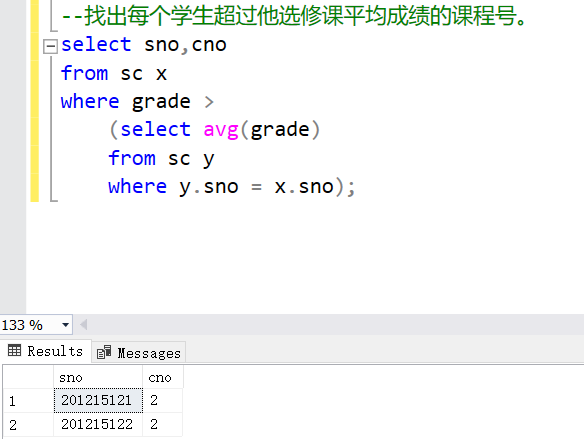 --找出每个学生超过他选修课平均成绩的课程号。
select sno,cno
from sc x
where grade >
(select avg(grade)
from sc y
where y.sno = x.sno);
133 %
Results Messages
sno cno
1 201215121 2
2 201215122 2